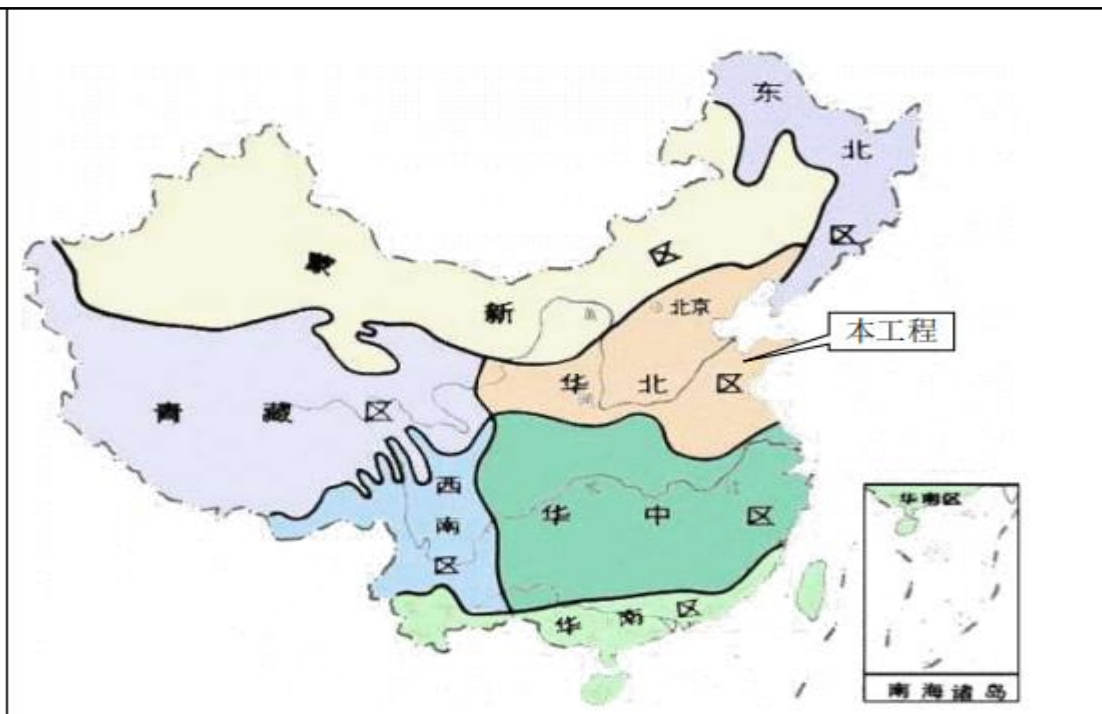 东
北
区
蒙 新 区
北京
本工程
华 北 区
青 藏 区
西
南
区
华 中 区
华 南 区
华南区
南海诸岛